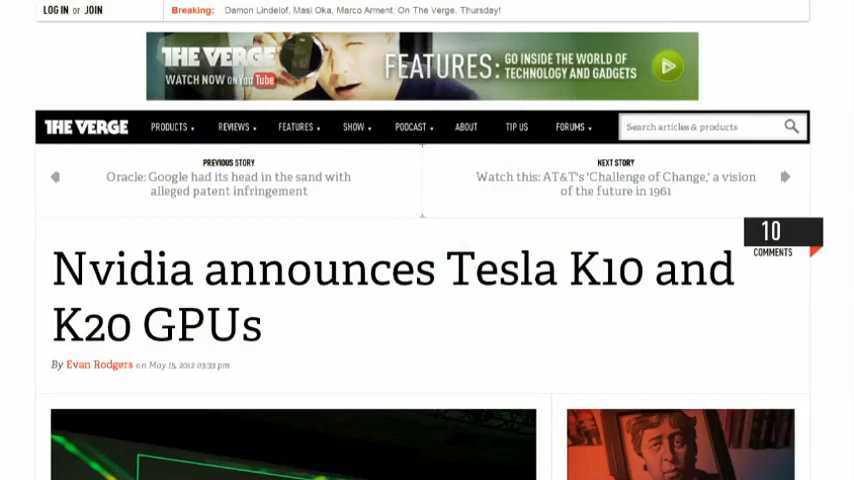 LOG IN or JOIN
Breaking: Damon Lindelof, Masi Oka, Marco Arment: On The Verge, Thursday!
THE VERGE
WATCH NOW ON YouTube
FEATURES: GO INSIDE THE WORLD OF
TECHNOLOGY AND GADGETS
THE VERGE PRODUCTS REVIEWS FEATURES SHOW PODCAST ABOUT TIP US FORUMS Search articles & products
PREVIOUS STORY
Oracle: Google had its head in the sand with
alleged patent infringement
NEXT STORY
Watch this: AT&T's 'Challenge of Change,' a vision
of the future in 1961
10
COMMENTS
Nvidia announces Tesla K10 and
K20 GPUs
By Evan Rodgers on May 15, 2012 03:33 pm